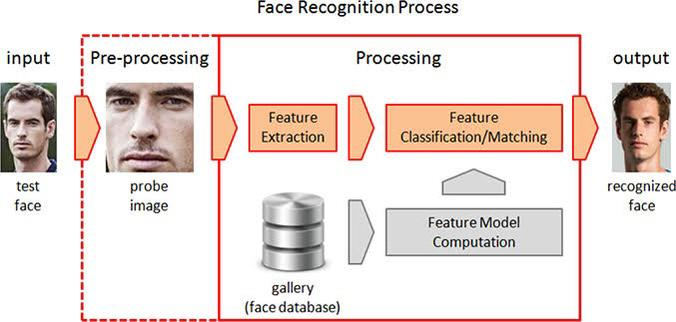 Face Recognition Process
input
Pre-processing
Processing
output
Feature
Extraction
Feature
Classification/Matching
test
face
probe
image
recognized
face
Feature Model
Computation
gallery
(face database)